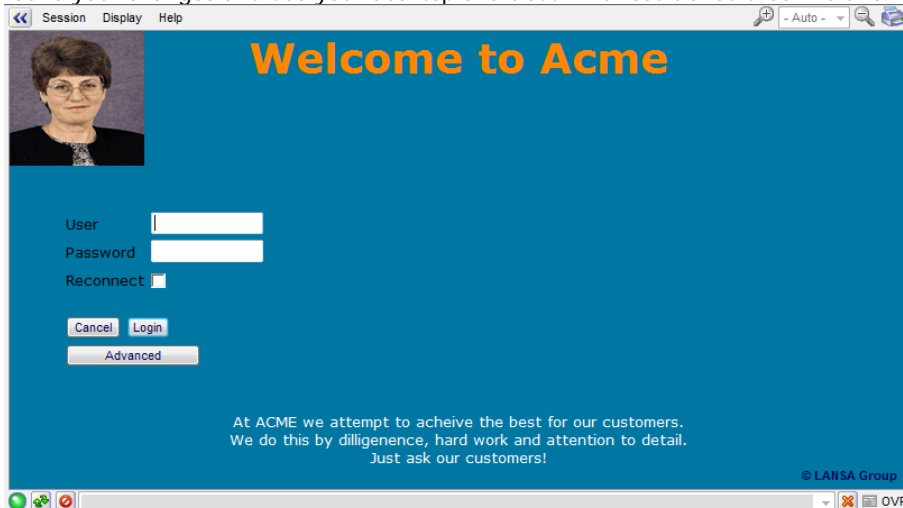 Session Display Help - Auto -
Welcome to Acme
User
Password
Reconnect
Cancel Login
Advanced
At ACME we attempt to acheive the best for our customers.
We do this by dilligenence, hard work and attention to detail.
Just ask our customers!
© LANSA Group
OVR